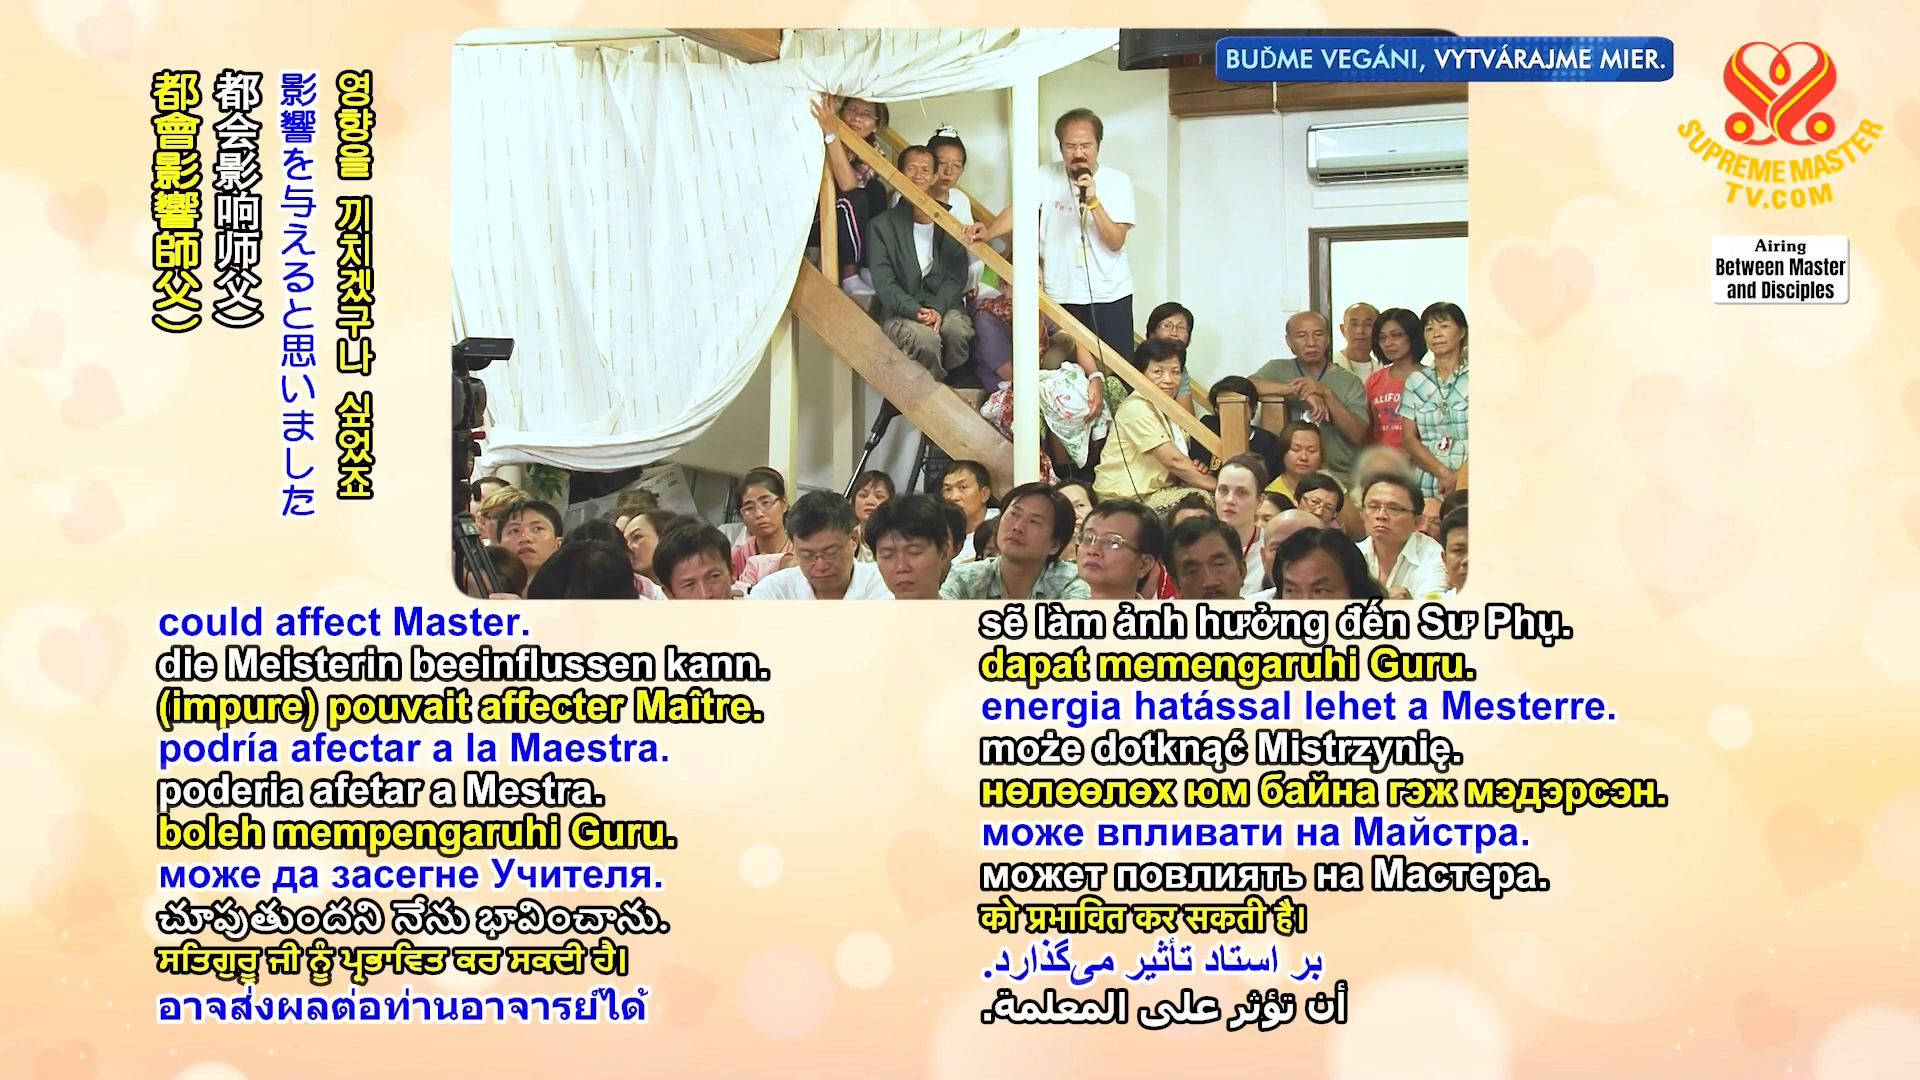 BUĎME VEGÁNI, VYTVÁRAJME MIER.
SUPREME MASTER
TV.COM
Airing
Between Master
and Disciples
영향을 끼치겠구나 싶었죠
影響を与えると思いました
都会影响师父）
都會影響師父）
CALIFO
could affect Master.
die Meisterin beeinflussen kann.
(impure) pouvait affecter Maître.
podría afectar a la Maestra.
poderia afetar a Mestra.
boleh mempengaruhi Guru.
може да засегне Учителя.
చూపుతుందని నేను భావించాను.
ਸਤਿਗੁਰੂ ਜੀ ਨੂੰ ਪ੍ਰਭਾਵਿਤ ਕਰ ਸਕਦੀ ਹੈ।
อาจส่งผลต่อท่านอาจารย์ได้
sẽ làm ảnh hưởng đến Sư Phụ.
dapat memengaruhi Guru.
energia hatással lehet a Mesterre.
może dotknąć Mistrzynię.
нөлөөлөх юм байна гэж мэдэрсэн.
може впливати на Майстра.
может повлиять на Мастера.
को प्रभावित कर सकती है।
بر استاد تأثیر می‌گذارد.
أن تؤثر على المعلمة.